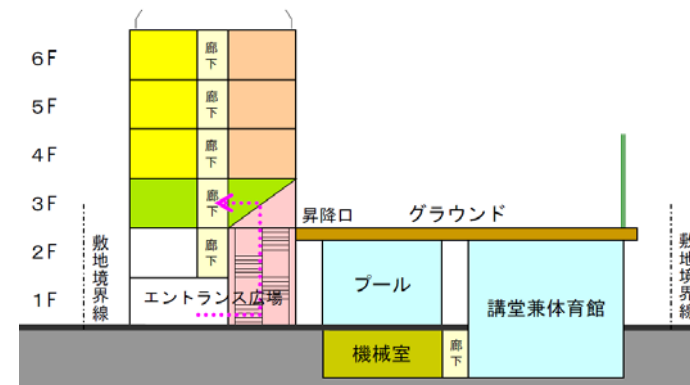 6F
廊下
5F
廊下
4F
廊下
3F
廊下
昇降口
グラウンド
2F
廊下
敷地境界線
敷地境界線
1F
エントランス広場
プール
講堂兼体育館
機械室
廊下